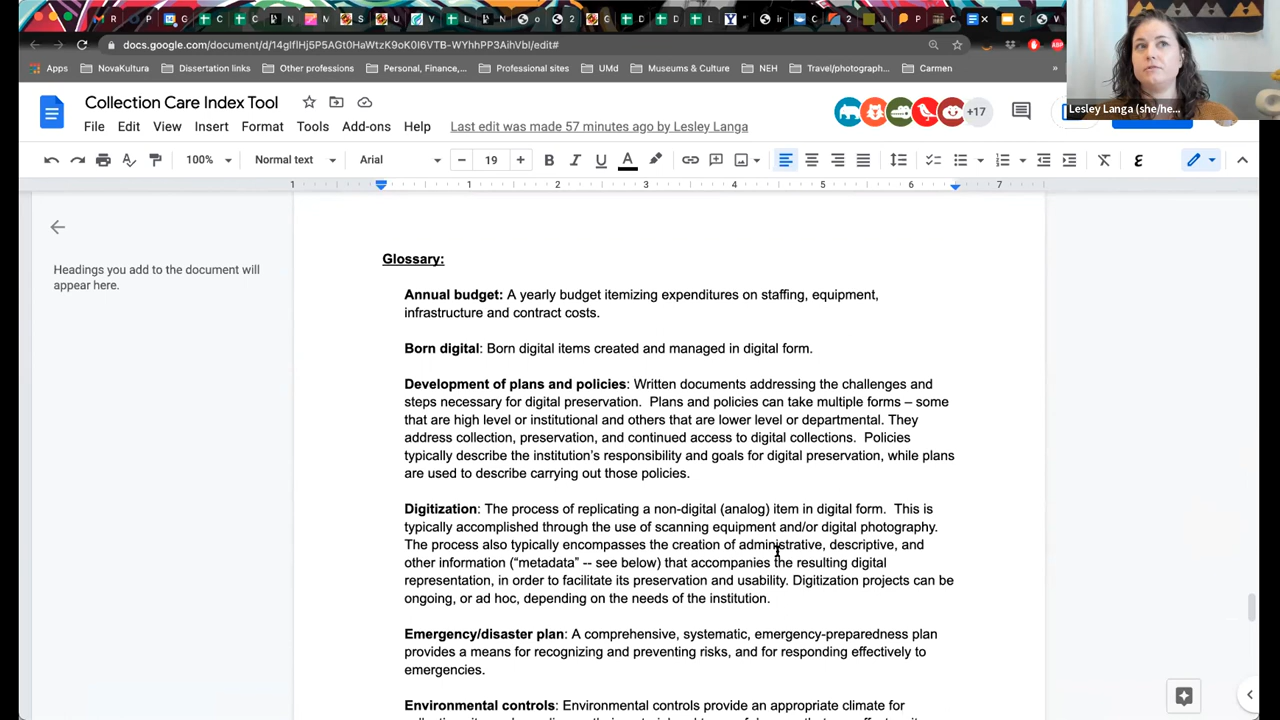 docs.google.com/document/d/14glfIHj5P5AGt0HaWtzK9oK0I6VTB-WYhhPP3AihVbI/edit#
Apps NovaKultura Dissertation links Other professions Personal, Finance,... Professional sites UMd Museums & Culture NEH Travel/photograph... Carmen »
Lesley Langa (she/he...
Collection Care Index Tool
+17
File Edit View Insert Format Tools Add-ons Help Last edit was made 57 minutes ago by Lesley Langa
100% Normal text Arial − 19 + B I U A
1 1 2 3 4 5 6 7
Headings you add to the document will
appear here.
Glossary:
Annual budget: A yearly budget itemizing expenditures on staffing, equipment,
infrastructure and contract costs.
Born digital: Born digital items created and managed in digital form.
Development of plans and policies: Written documents addressing the challenges and
steps necessary for digital preservation. Plans and policies can take multiple forms – some
that are high level or institutional and others that are lower level or departmental. They
address collection, preservation, and continued access to digital collections. Policies
typically describe the institution's responsibility and goals for digital preservation, while plans
are used to describe carrying out those policies.
Digitization: The process of replicating a non-digital (analog) item in digital form. This is
typically accomplished through the use of scanning equipment and/or digital photography.
The process also typically encompasses the creation of administrative, descriptive, and
other information ("metadata" -- see below) that accompanies the resulting digital
representation, in order to facilitate its preservation and usability. Digitization projects can be
ongoing, or ad hoc, depending on the needs of the institution.
Emergency/disaster plan: A comprehensive, systematic, emergency-preparedness plan
provides a means for recognizing and preventing risks, and for responding effectively to
emergencies.
Environmental controls: Environmental controls provide an appropriate climate for